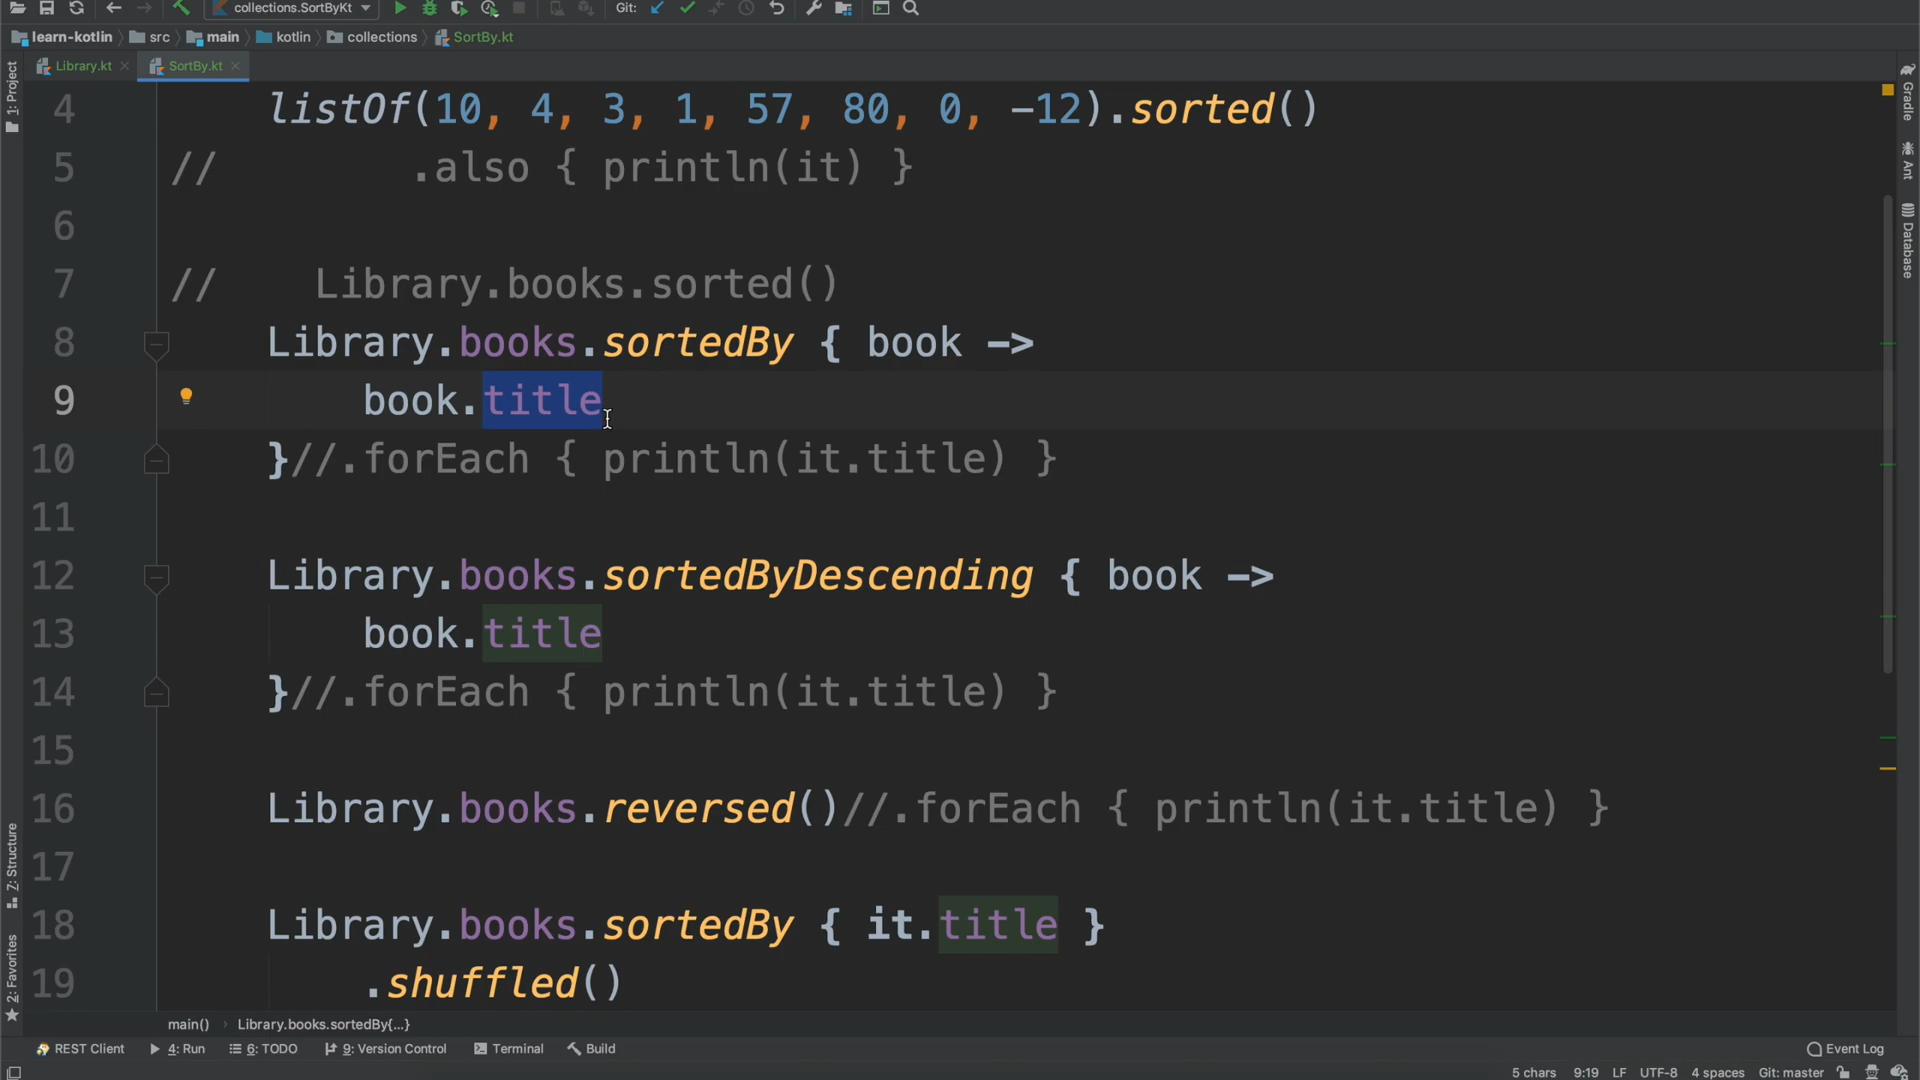 collections.SortByKt
Git:
learn-kotlin
src
main
kotlin
collections
SortBy.kt
Library.kt
SortBy.kt
1: Project
Gradle
Ant
Database
4 listOf(10, 4, 3, 1, 57, 80, 0, -12).sorted()
5 // .also { println(it) }
6
7 // Library.books.sorted()
8 Library.books.sortedBy { book ->
9 book.title
10 }//.forEach { println(it.title) }
11
12 Library.books.sortedByDescending { book ->
13 book.title
14 }//.forEach { println(it.title) }
15
16 Library.books.reversed()//.forEach { println(it.title) }
17
18 Library.books.sortedBy { it.title }
19 .shuffled()
Z: Structure
2: Favorites
main() › Library.books.sortedBy{...}
REST Client
4: Run
6: TODO
9: Version Control
Terminal
Build
Event Log
5 chars 9:19 LF UTF-8 4 spaces Git: master